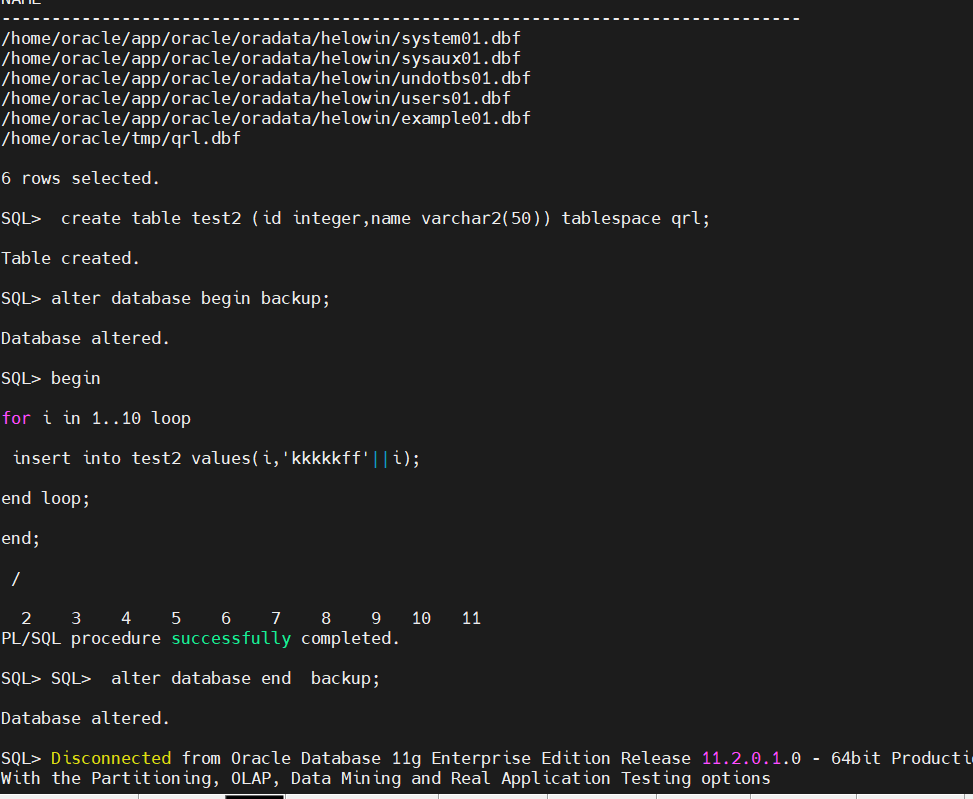 NAME
--------------------------------------------------------------------------------
/home/oracle/app/oracle/oradata/helowin/system01.dbf
/home/oracle/app/oracle/oradata/helowin/sysaux01.dbf
/home/oracle/app/oracle/oradata/helowin/undotbs01.dbf
/home/oracle/app/oracle/oradata/helowin/users01.dbf
/home/oracle/app/oracle/oradata/helowin/example01.dbf
/home/oracle/tmp/qrl.dbf
6 rows selected.
SQL>  create table test2 (id integer,name varchar2(50)) tablespace qrl;
Table created.
SQL> alter database begin backup;
Database altered.
SQL> begin
for i in 1..10 loop
 insert into test2 values(i,'kkkkkff'||i);
end loop;
end;
 /
  2    3    4    5    6    7    8    9   10   11
PL/SQL procedure successfully completed.
SQL> SQL>  alter database end  backup;
Database altered.
SQL> Disconnected from Oracle Database 11g Enterprise Edition Release 11.2.0.1.0 - 64bit Producti
With the Partitioning, OLAP, Data Mining and Real Application Testing options